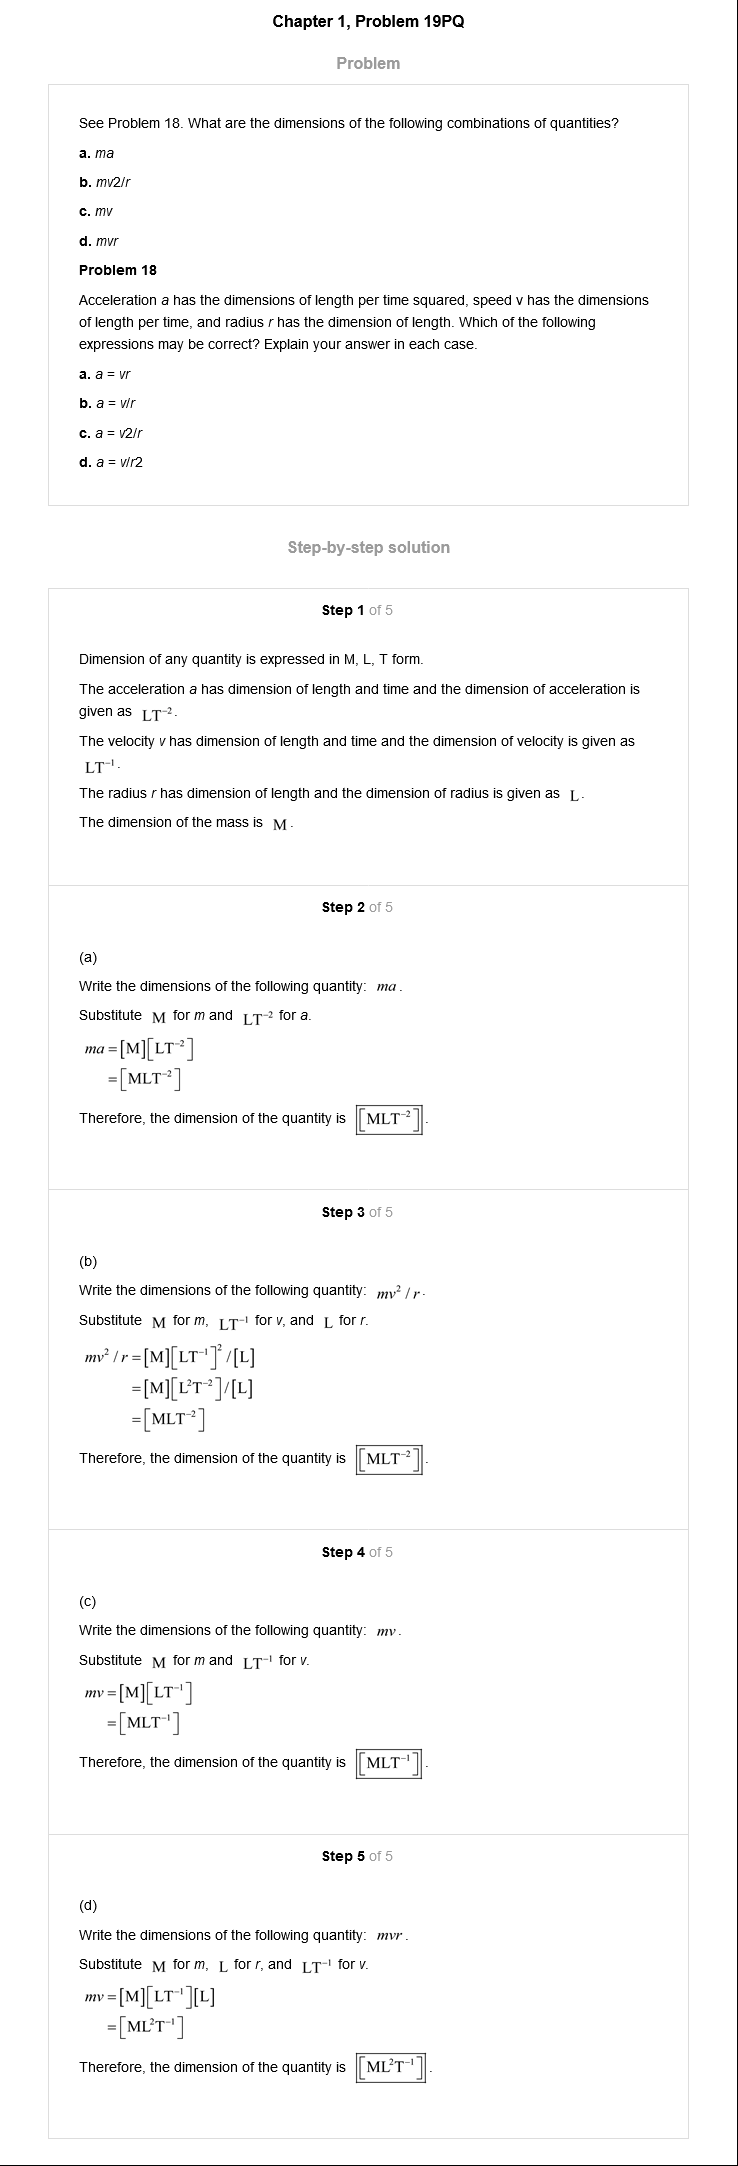 Chapter 1, Problem 19PQ
Problem
See Problem 18. What are the dimensions of the following combinations of quantities?
a. ma
b. mv2/r
c. mv
d. mvr
Problem 18
Acceleration a has the dimensions of length per time squared, speed v has the dimensions
of length per time, and radius r has the dimension of length. Which of the following
expressions may be correct? Explain your answer in each case.
a. a = vr
b. a = v/r
c. a = v2/r
d. a = v/r2
Step-by-step solution
Step 1 of 5
Dimension of any quantity is expressed in M, L, T form.
The acceleration a has dimension of length and time and the dimension of acceleration is
given as LT⁻².
The velocity v has dimension of length and time and the dimension of velocity is given as
LT⁻¹.
The radius r has dimension of length and the dimension of radius is given as L.
The dimension of the mass is M.
Step 2 of 5
(a)
Write the dimensions of the following quantity: ma.
Substitute M for m and LT⁻² for a.
ma = [M][LT⁻²]
= [MLT⁻²]
Therefore, the dimension of the quantity is [MLT⁻²].
Step 3 of 5
(b)
Write the dimensions of the following quantity: mv² / r.
Substitute M for m, LT⁻¹ for v, and L for r.
mv² / r = [M][LT⁻¹]² / [L]
= [M][L²T⁻²] / [L]
= [MLT⁻²]
Therefore, the dimension of the quantity is [MLT⁻²].
Step 4 of 5
(c)
Write the dimensions of the following quantity: mv.
Substitute M for m and LT⁻¹ for v.
mv = [M][LT⁻¹]
= [MLT⁻¹]
Therefore, the dimension of the quantity is [MLT⁻¹].
Step 5 of 5
(d)
Write the dimensions of the following quantity: mvr.
Substitute M for m, L for r, and LT⁻¹ for v.
mv = [M][LT⁻¹][L]
= [ML²T⁻¹]
Therefore, the dimension of the quantity is [ML²T⁻¹].